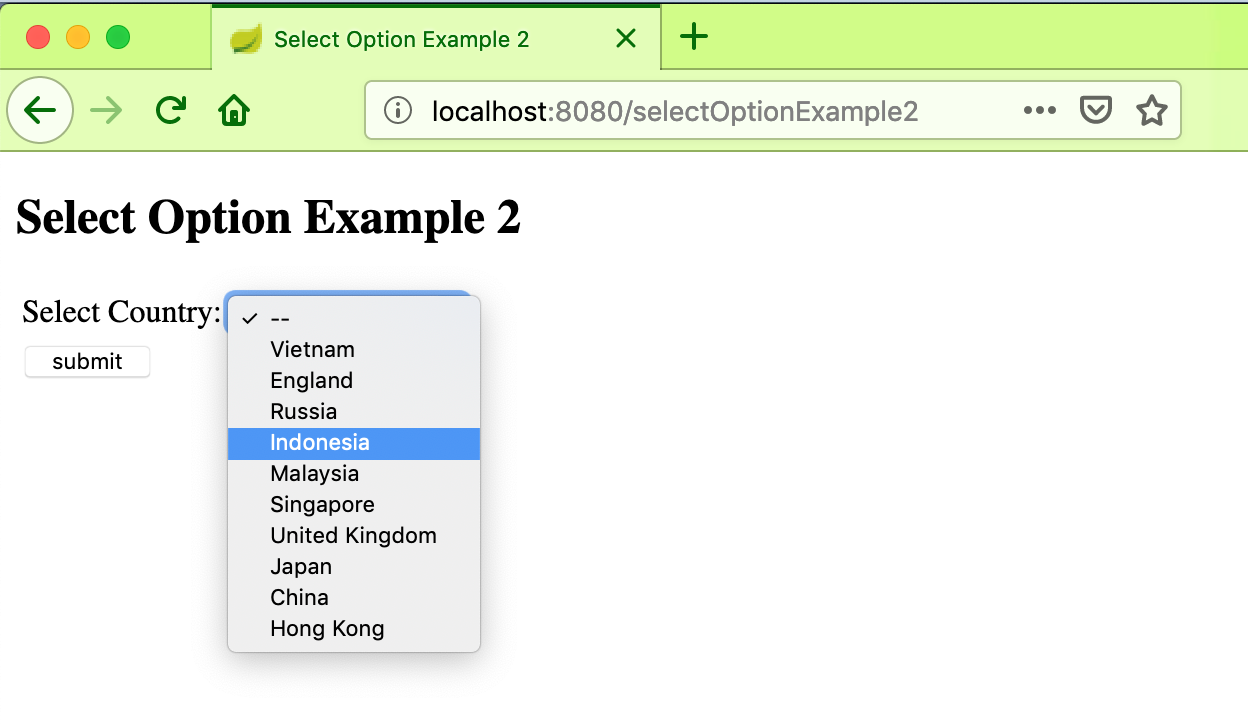 Select Option Example 2
localhost:8080/selectOptionExample2
Select Option Example 2
Select Country:
--
submit
Vietnam
England
Russia
Indonesia
Malaysia
Singapore
United Kingdom
Japan
China
Hong Kong